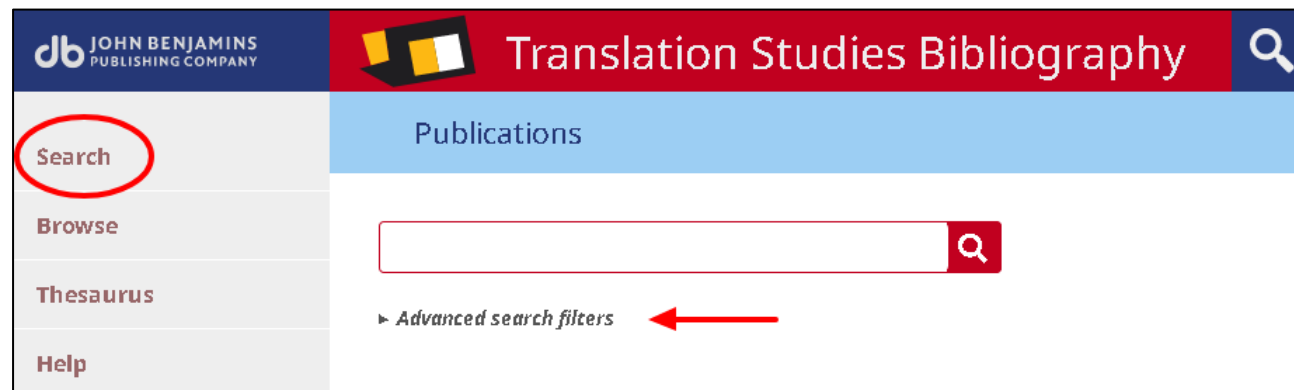 JOHN BENJAMINS
PUBLISHING COMPANY
Translation Studies Bibliography
Search
Browse
Thesaurus
Help
Publications
Advanced search filters